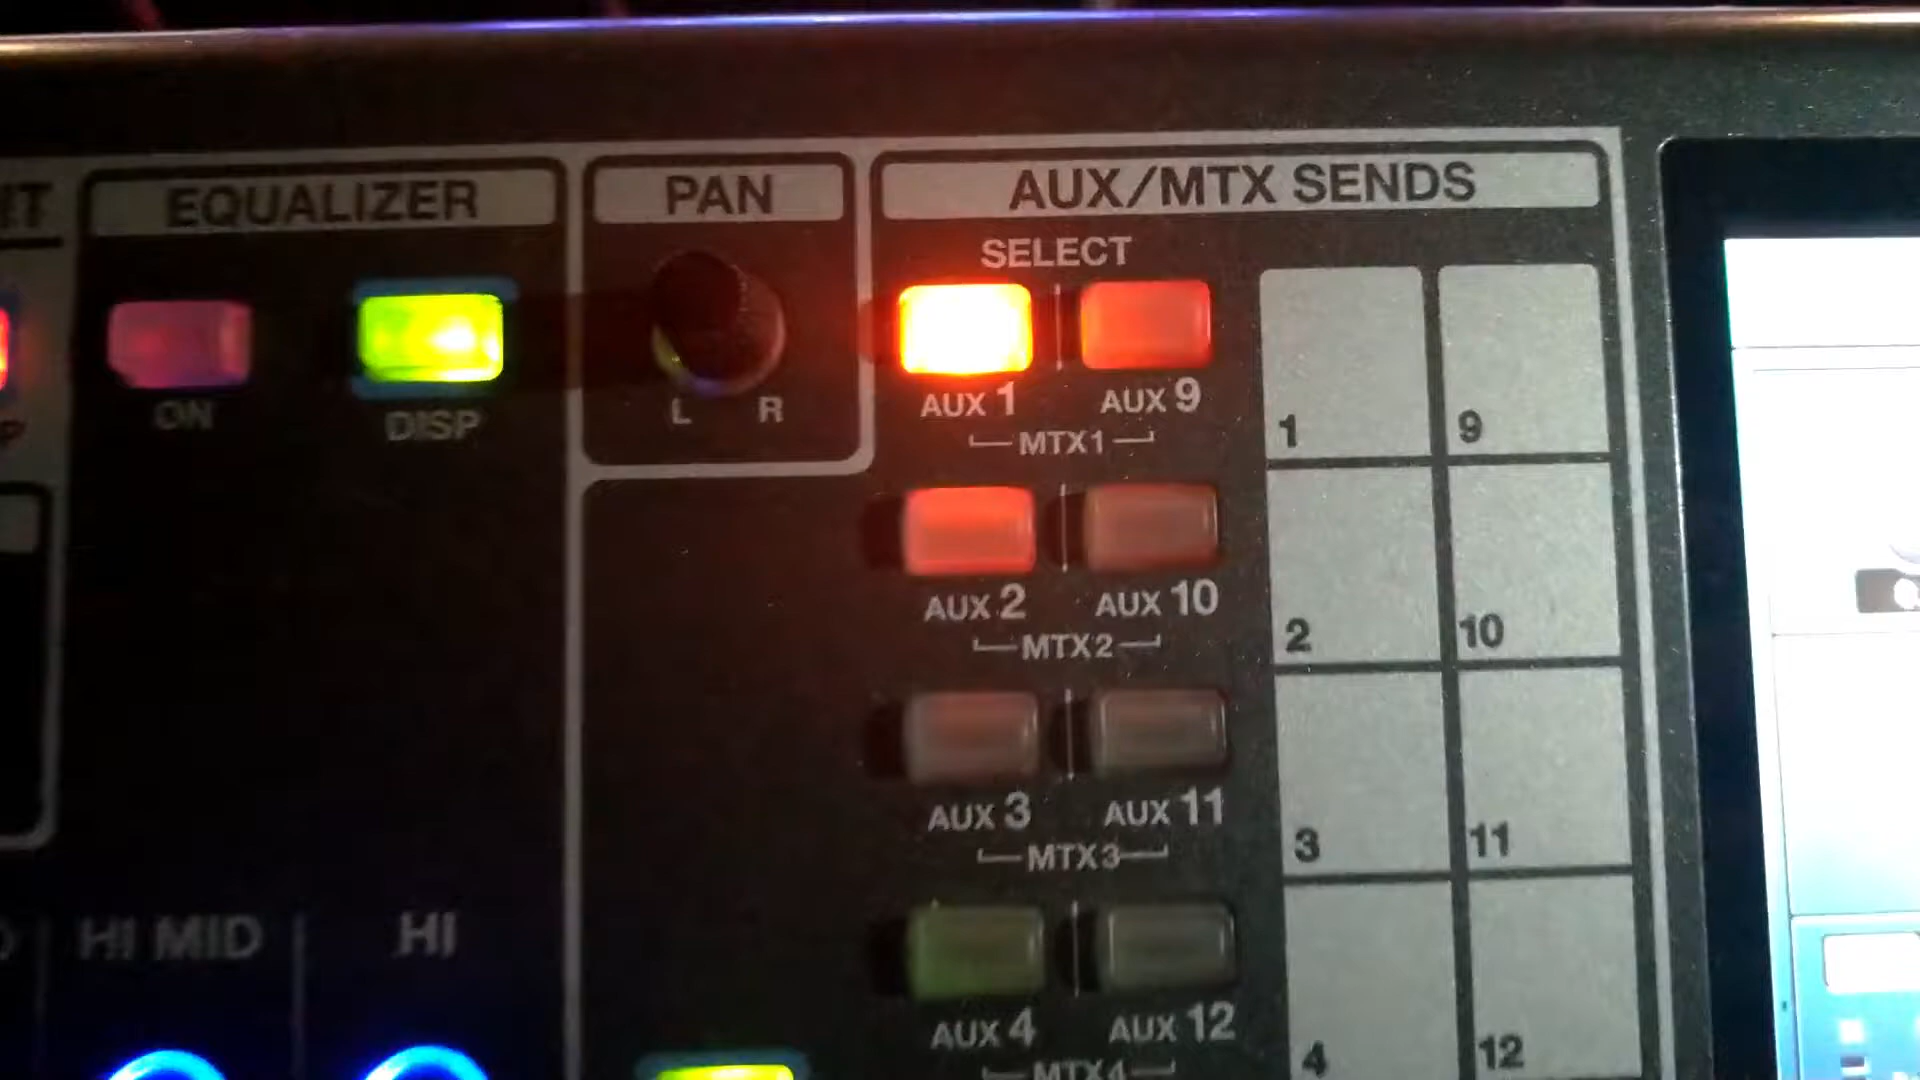 EQUALIZER
PAN
AUX/MTX SENDS
SELECT
ON
DISP
L R
AUX 1 AUX 9
MTX1
1 9
AUX 2 AUX 10
MTX2
2 10
AUX 3 AUX 11
MTX3
3 11
HI MID HI
AUX 4 AUX 12
MTX4
4 12